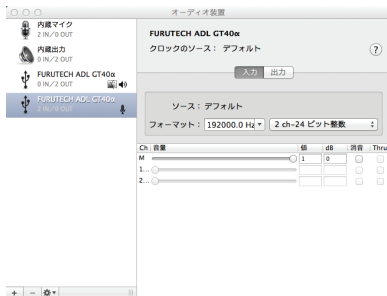 オーディオ装置
内蔵マイク
2 IN/0 OUT
内蔵出力
0 IN/2 OUT
FURUTECH ADL GT40α
0 IN/2 OUT
FURUTECH ADL GT40α
2 IN/0 OUT
FURUTECH ADL GT40α
クロックのソース： デフォルト
?
入力 出力
ソース： デフォルト
フォーマット： 192000.0 Hz 2 ch-24 ビット整数
Ch 音量 値 dB 消音 Thru
M 1 0
1...
2...